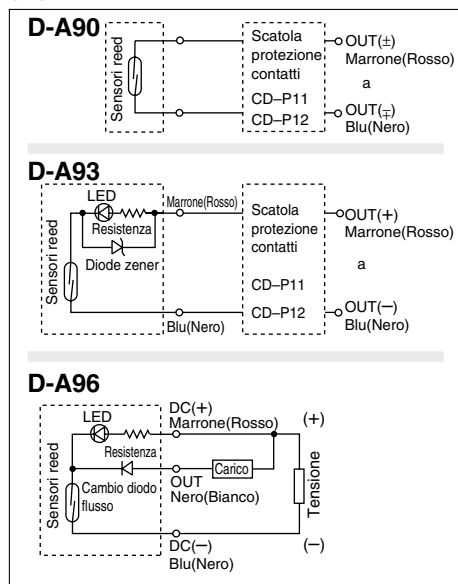 D-A90
Sensori reed
Scatola
protezione
contatti
CD–P11
CD–P12
OUT(±)
Marrone(Rosso)
a
OUT(∓)
Blu(Nero)
D-A93
Sensori reed
LED
Resistenza
Diode zener
Marrone(Rosso)
Blu(Nero)
Scatola
protezione
contatti
CD–P11
CD–P12
OUT(+)
Marrone(Rosso)
a
OUT(–)
Blu(Nero)
D-A96
Sensori reed
LED
Resistenza
Cambio diodo
flusso
DC(+)
Marrone(Rosso)
OUT
Nero(Bianco)
Carico
DC(–)
Blu(Nero)
(+)
Tensione
(–)